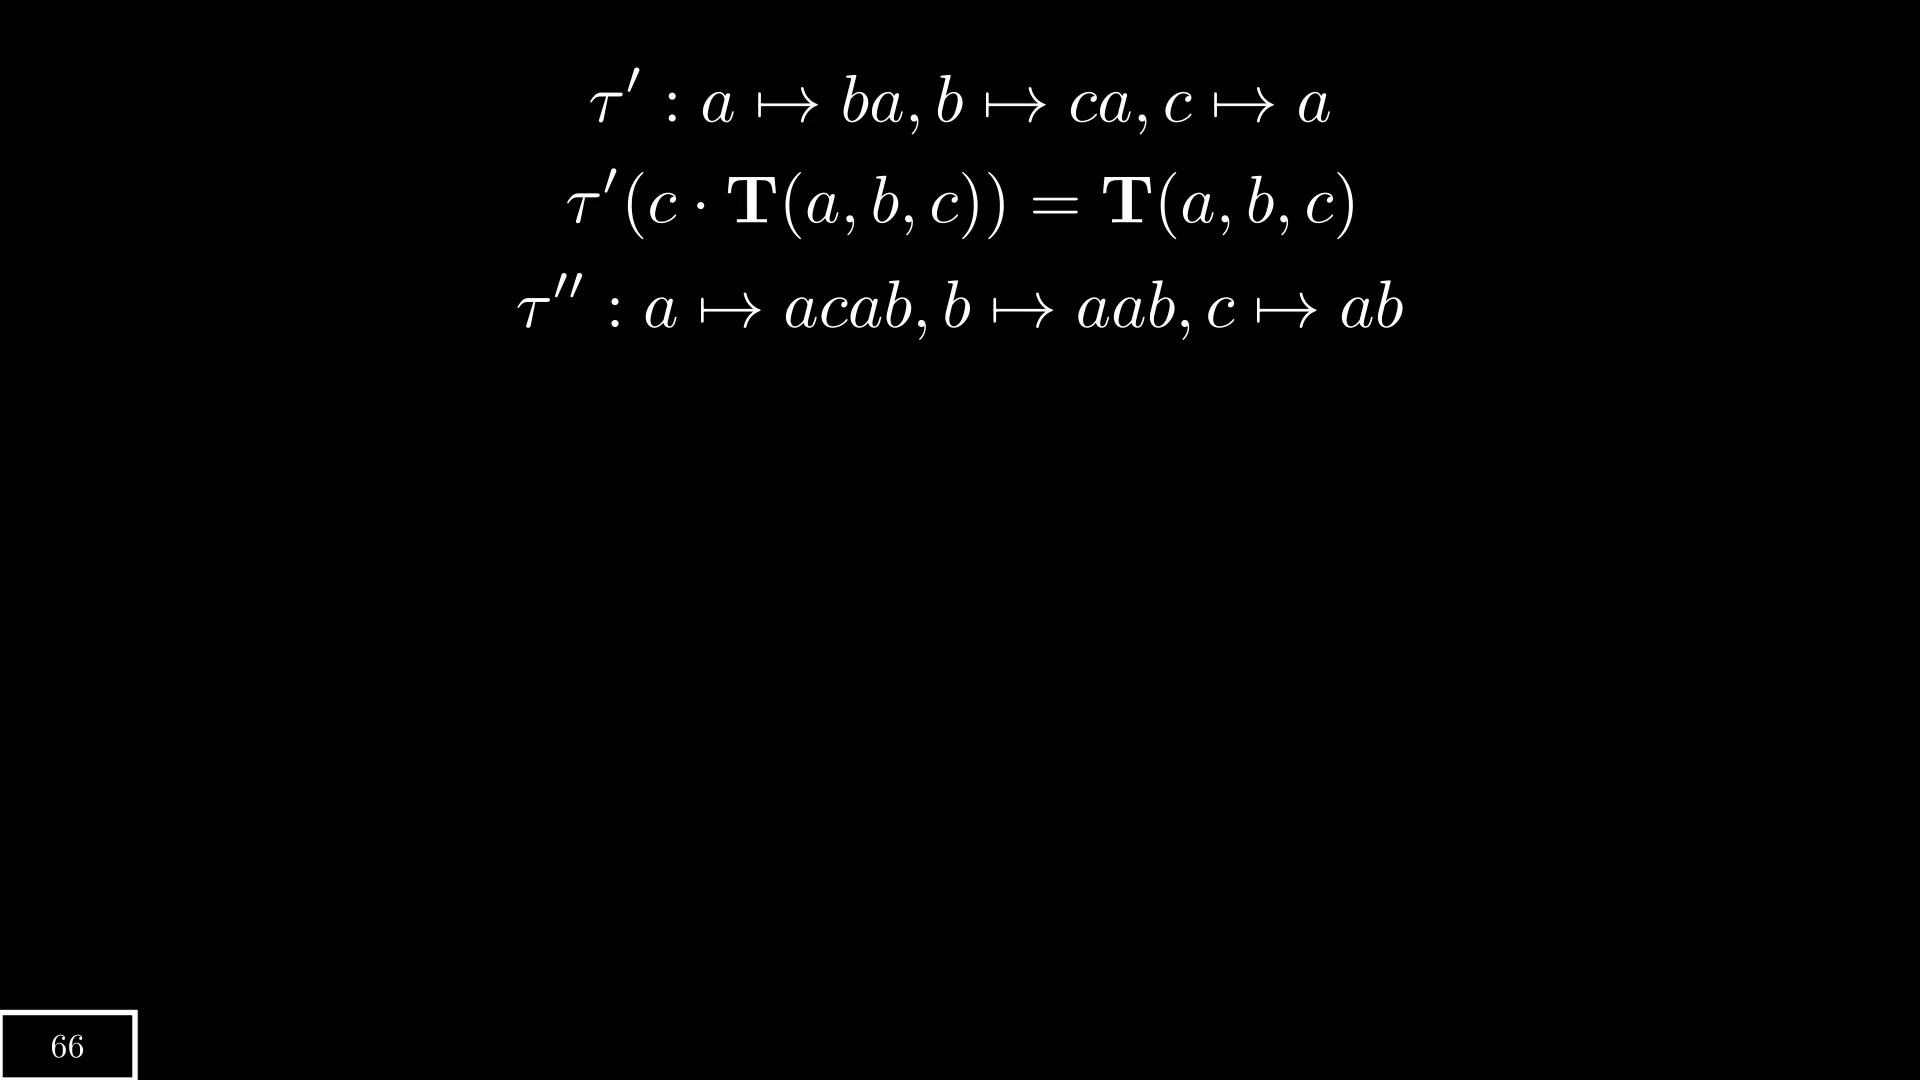 τ′ : a ↦ ba, b ↦ ca, c ↦ a
τ′(c · T(a, b, c)) = T(a, b, c)
τ′′ : a ↦ acab, b ↦ aab, c ↦ ab
66